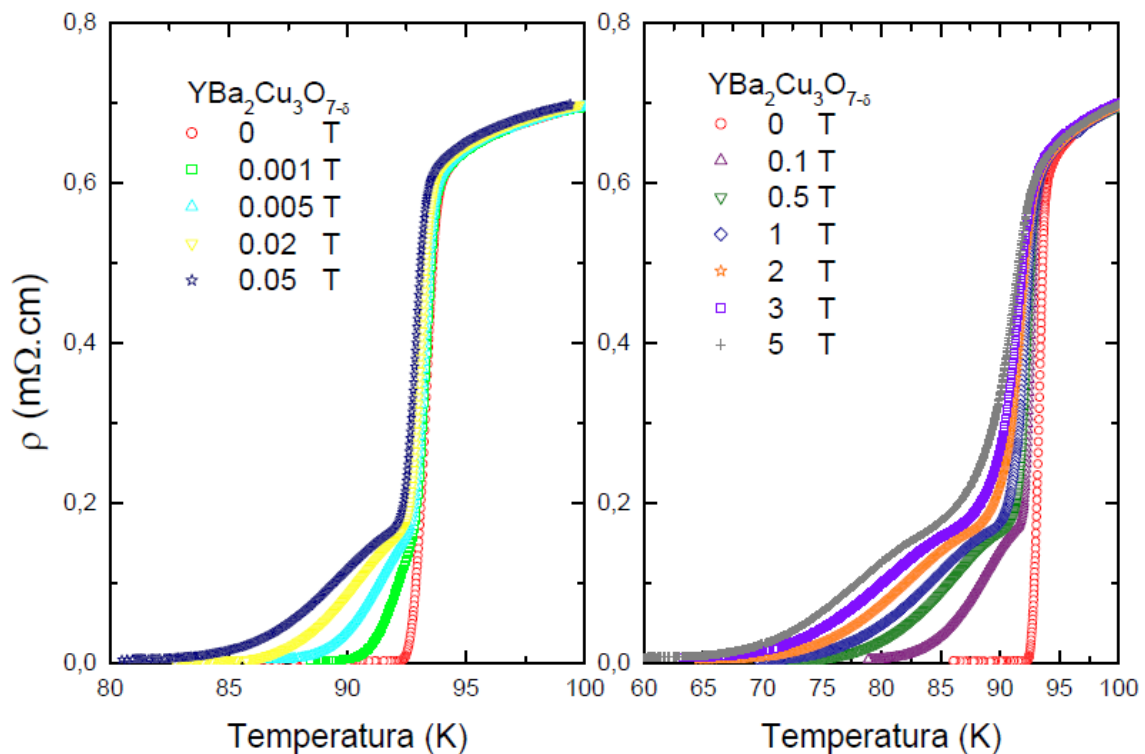 ρ (mΩ.cm)
0,8
0,6
0,4
0,2
0,0
YBa₂Cu₃O₇₋δ
0 T
0.001 T
0.005 T
0.02 T
0.05 T
80 85 90 95 100
Temperatura (K)
0,8
0,6
0,4
0,2
0,0
YBa₂Cu₃O₇₋δ
0 T
0.1 T
0.5 T
1 T
2 T
3 T
5 T
60 65 70 75 80 85 90 95 100
Temperatura (K)